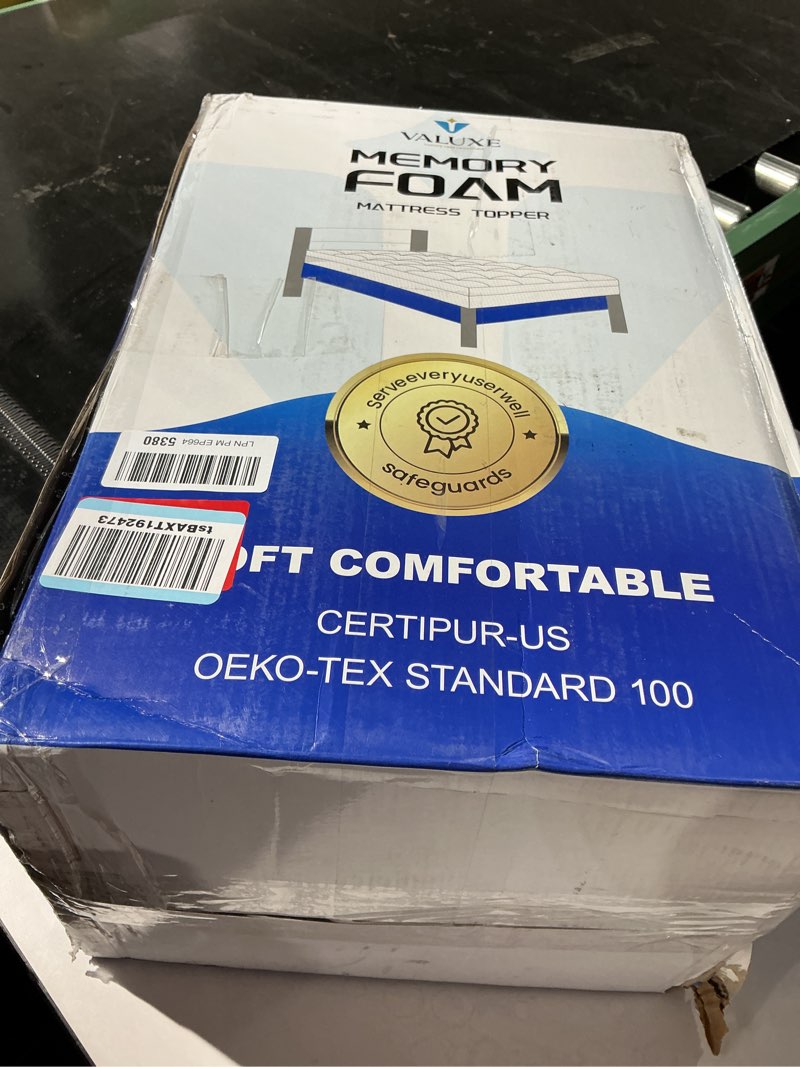 VALUXE
MEMORY
FOAM
MATTRESS TOPPER
Serveeveryuserwell
safeguards
LPN PM EP664 5380
tsBAXT192473
OFT COMFORTABLE
CERTIPUR-US
OEKO-TEX STANDARD 100